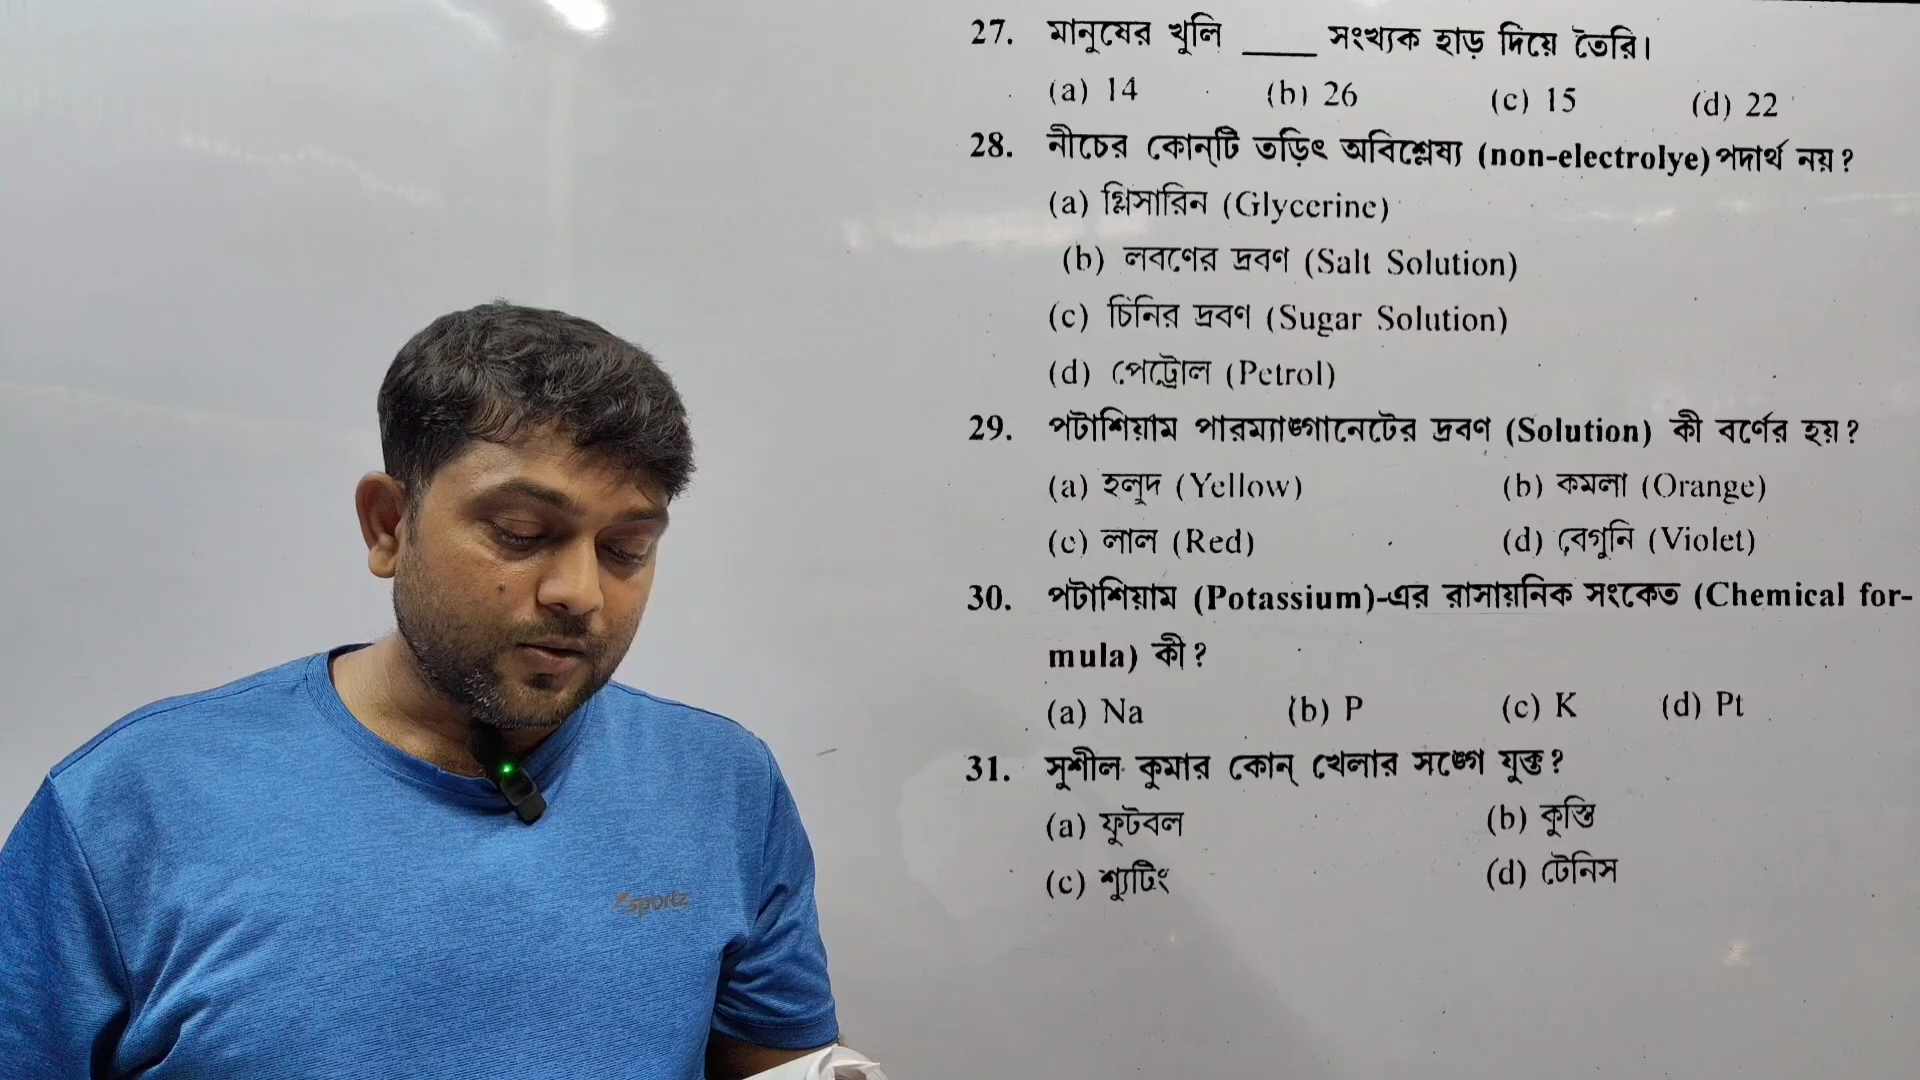 27. মানুষের খুলি ____ সংখ্যক হাড় দিয়ে তৈরি।
(a) 14 (b) 26 (c) 15 (d) 22
28. নীচের কোন্‌টি তড়িৎ অবিশ্লেষ্য (non-electrolye) পদার্থ নয়?
(a) গ্লিসারিন (Glycerine)
(b) লবণের দ্রবণ (Salt Solution)
(c) চিনির দ্রবণ (Sugar Solution)
(d) পেট্রোল (Petrol)
29. পটাশিয়াম পারম্যাঙ্গানেটের দ্রবণ (Solution) কী বর্ণের হয়?
(a) হলুদ (Yellow) (b) কমলা (Orange)
(c) লাল (Red) (d) বেগুনি (Violet)
30. পটাশিয়াম (Potassium)-এর রাসায়নিক সংকেত (Chemical for-
mula) কী?
(a) Na (b) P (c) K (d) Pt
31. সুশীল কুমার কোন্ খেলার সঙ্গে যুক্ত?
(a) ফুটবল (b) কুস্তি
(c) শ্যুটিং (d) টেনিস
sportz